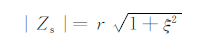 | Z_s | = r √(1 + ξ²)